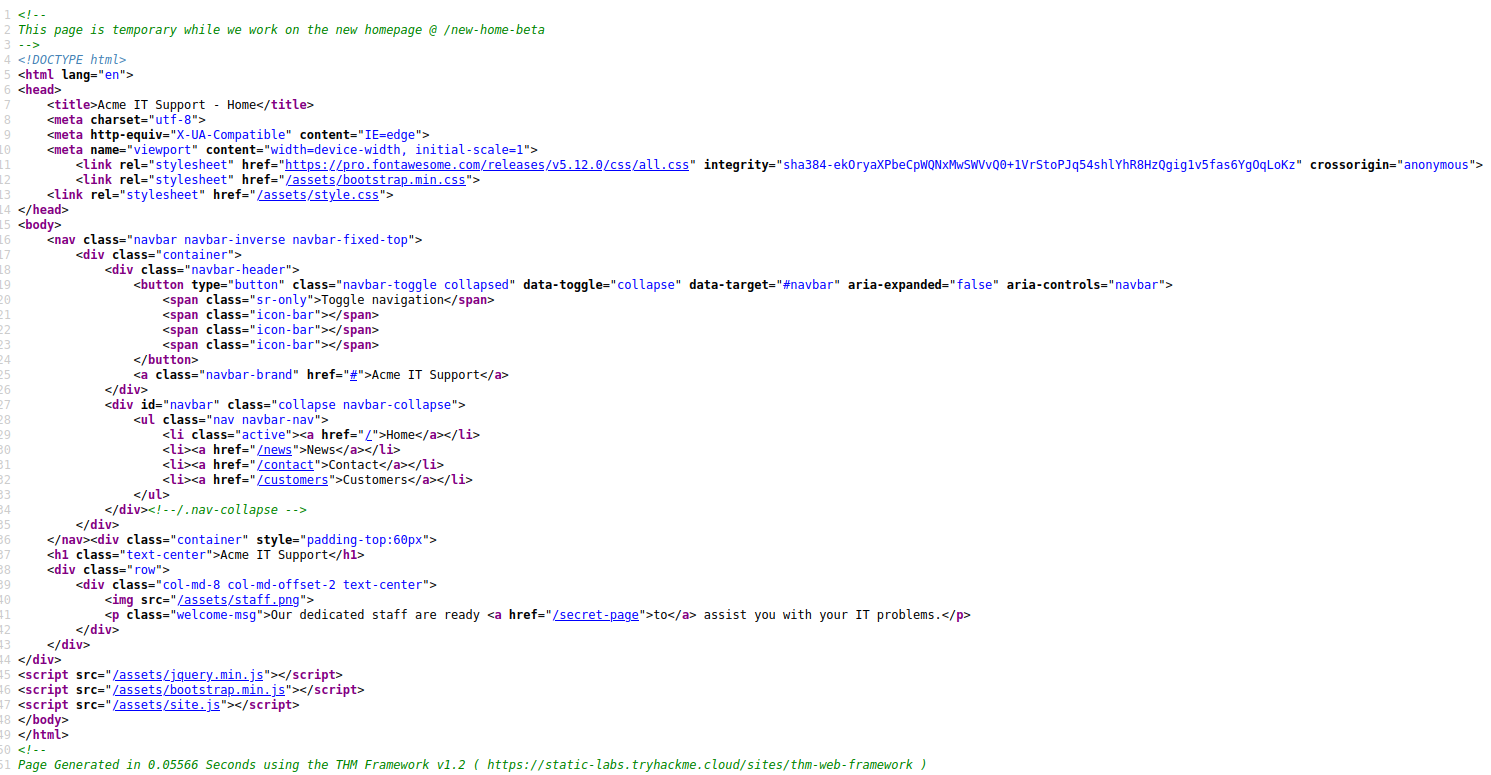 1 <!--
2 This page is temporary while we work on the new homepage @ /new-home-beta
3 -->
4 <!DOCTYPE html>
5 <html lang="en">
6 <head>
7     <title>Acme IT Support - Home</title>
8     <meta charset="utf-8">
9     <meta http-equiv="X-UA-Compatible" content="IE=edge">
10     <meta name="viewport" content="width=device-width, initial-scale=1">
11         <link rel="stylesheet" href="https://pro.fontawesome.com/releases/v5.12.0/css/all.css" integrity="sha384-ekOryaXPbeCpWQNxMwSWVvQ0+1VrStoPJq54shlYhR8HzQgig1v5fas6YgOqLoKz" crossorigin="anonymous">
12         <link rel="stylesheet" href="/assets/bootstrap.min.css">
13     <link rel="stylesheet" href="/assets/style.css">
14 </head>
15 <body>
16     <nav class="navbar navbar-inverse navbar-fixed-top">
17         <div class="container">
18             <div class="navbar-header">
19                 <button type="button" class="navbar-toggle collapsed" data-toggle="collapse" data-target="#navbar" aria-expanded="false" aria-controls="navbar">
20                     <span class="sr-only">Toggle navigation</span>
21                     <span class="icon-bar"></span>
22                     <span class="icon-bar"></span>
23                     <span class="icon-bar"></span>
24                 </button>
25                 <a class="navbar-brand" href="#">Acme IT Support</a>
26             </div>
27             <div id="navbar" class="collapse navbar-collapse">
28                 <ul class="nav navbar-nav">
29                     <li class="active"><a href="/">Home</a></li>
30                     <li><a href="/news">News</a></li>
31                     <li><a href="/contact">Contact</a></li>
32                     <li><a href="/customers">Customers</a></li>
33                 </ul>
34             </div><!--/.nav-collapse -->
35         </div>
36     </nav><div class="container" style="padding-top:60px">
37     <h1 class="text-center">Acme IT Support</h1>
38     <div class="row">
39         <div class="col-md-8 col-md-offset-2 text-center">
40             <img src="/assets/staff.png">
41             <p class="welcome-msg">Our dedicated staff are ready <a href="/secret-page">to</a> assist you with your IT problems.</p>
42         </div>
43     </div>
44 </div>
45 <script src="/assets/jquery.min.js"></script>
46 <script src="/assets/bootstrap.min.js"></script>
47 <script src="/assets/site.js"></script>
48 </body>
49 </html>
50 <!--
51 Page Generated in 0.05566 Seconds using the THM Framework v1.2 ( https://static-labs.tryhackme.cloud/sites/thm-web-framework )